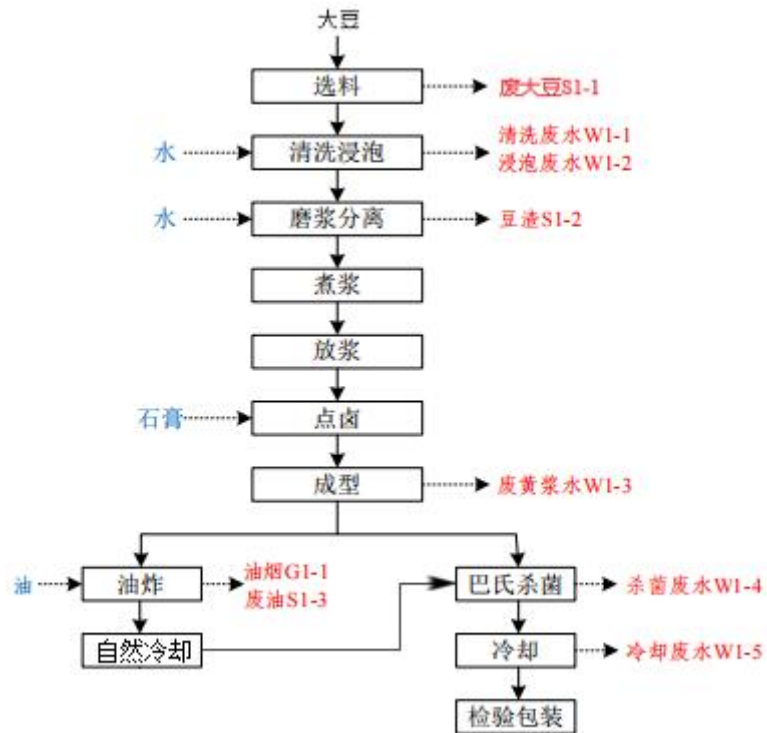 大豆
选料
废大豆S1-1
水
清洗浸泡
清洗废水W1-1
浸泡废水W1-2
水
磨浆分离
豆渣S1-2
煮浆
放浆
石膏
点卤
成型
废黄浆水W1-3
油
油炸
油烟G1-1
废油S1-3
巴氏杀菌
杀菌废水W1-4
自然冷却
冷却
冷却废水W1-5
检验包装